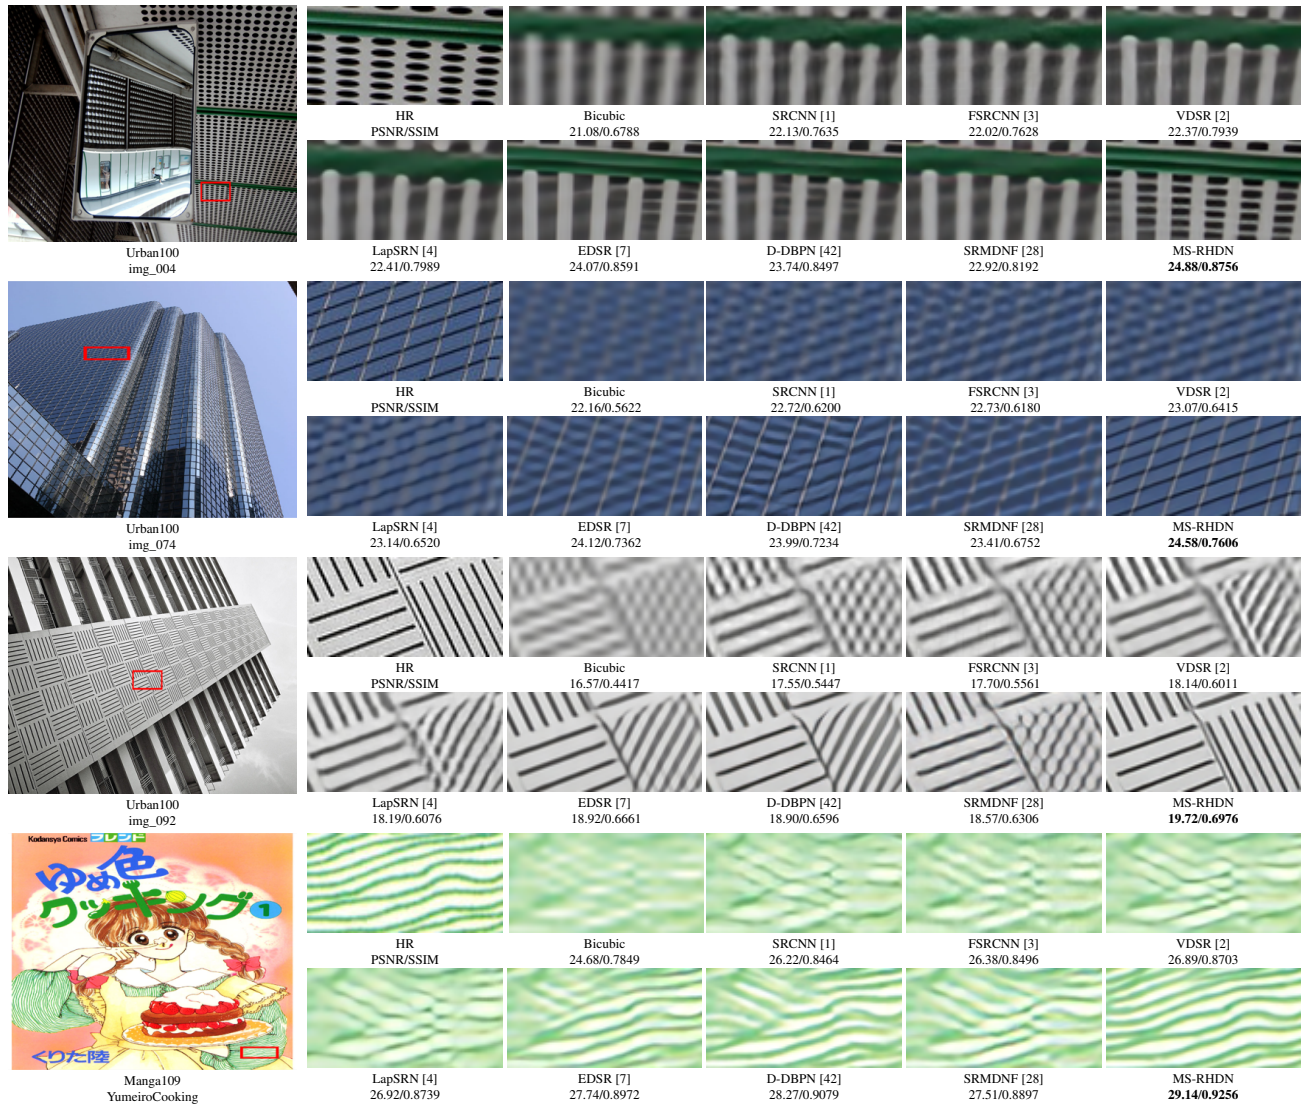 HR
PSNR/SSIM
Bicubic
21.08/0.6788
SRCNN [1]
22.13/0.7635
FSRCNN [3]
22.02/0.7628
VDSR [2]
22.37/0.7939
Urban100
img_004
LapSRN [4]
22.41/0.7989
EDSR [7]
24.07/0.8591
D-DBPN [42]
23.74/0.8497
SRMDNF [28]
22.92/0.8192
MS-RHDN
24.88/0.8756
HR
PSNR/SSIM
Bicubic
22.16/0.5622
SRCNN [1]
22.72/0.6200
FSRCNN [3]
22.73/0.6180
VDSR [2]
23.07/0.6415
Urban100
img_074
LapSRN [4]
23.14/0.6520
EDSR [7]
24.12/0.7362
D-DBPN [42]
23.99/0.7234
SRMDNF [28]
23.41/0.6752
MS-RHDN
24.58/0.7606
HR
PSNR/SSIM
Bicubic
16.57/0.4417
SRCNN [1]
17.55/0.5447
FSRCNN [3]
17.70/0.5561
VDSR [2]
18.14/0.6011
Urban100
img_092
LapSRN [4]
18.19/0.6076
EDSR [7]
18.92/0.6661
D-DBPN [42]
18.90/0.6596
SRMDNF [28]
18.57/0.6306
MS-RHDN
19.72/0.6976
Kodansya Comics フレンド
ゆめ色
クッキング 1
くりた陸
HR
PSNR/SSIM
Bicubic
24.68/0.7849
SRCNN [1]
26.22/0.8464
FSRCNN [3]
26.38/0.8496
VDSR [2]
26.89/0.8703
Manga109
YumeiroCooking
LapSRN [4]
26.92/0.8739
EDSR [7]
27.74/0.8972
D-DBPN [42]
28.27/0.9079
SRMDNF [28]
27.51/0.8897
MS-RHDN
29.14/0.9256